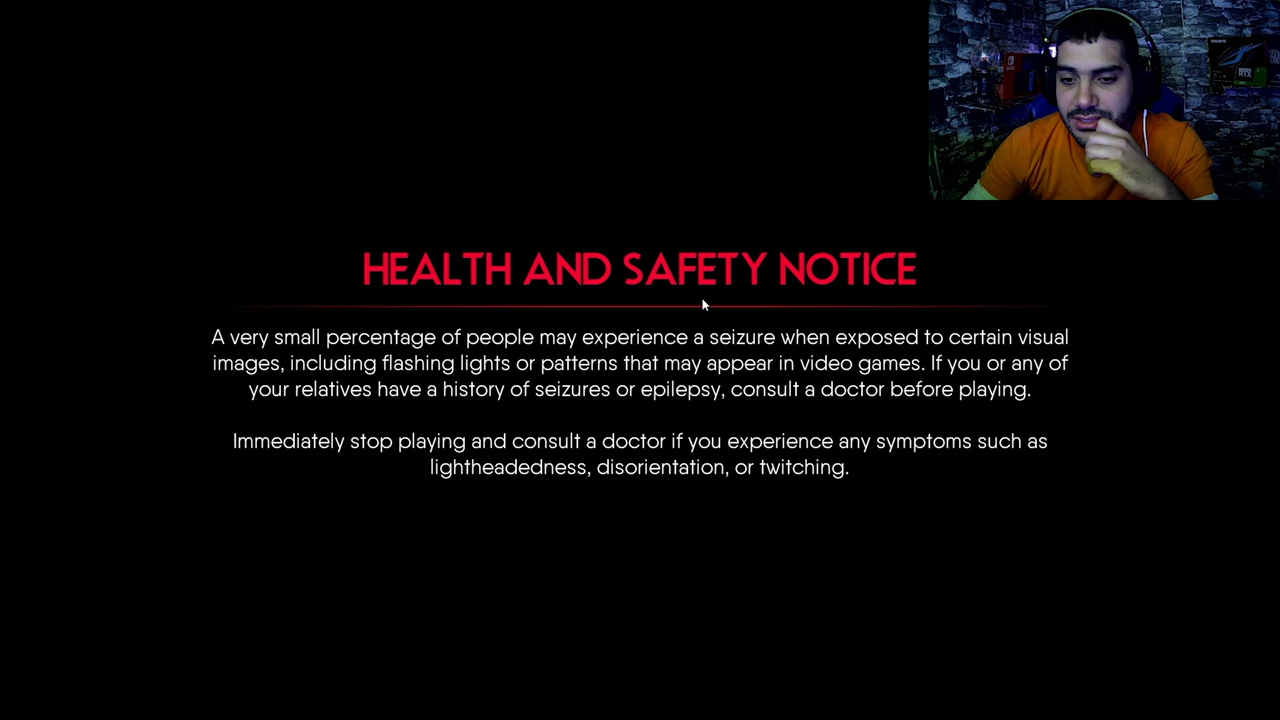 HEALTH AND SAFETY NOTICE
A very small percentage of people may experience a seizure when exposed to certain visual
images, including flashing lights or patterns that may appear in video games. If you or any of
your relatives have a history of seizures or epilepsy, consult a doctor before playing.
Immediately stop playing and consult a doctor if you experience any symptoms such as
lightheadedness, disorientation, or twitching.